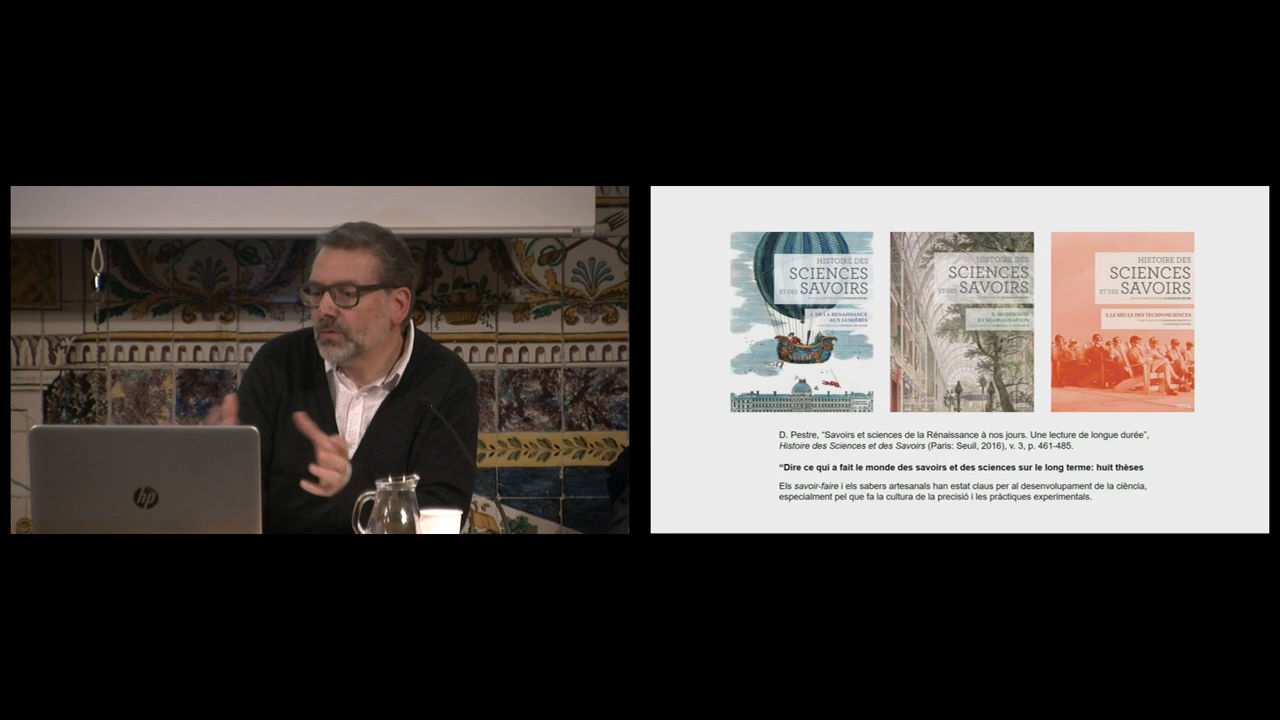 hp
HISTOIRE DES
SCIENCES
ET DES SAVOIRS
1. DE LA RENAISSANCE
AUX LUMIÈRES
HISTOIRE DES
SCIENCES
ET DES SAVOIRS
2. MODERNITÉ
ET GLOBALISATION
HISTOIRE DES
SCIENCES
ET DES SAVOIRS
3. LE SIÈCLE DES TECHNOSCIENCES
D. Pestre, “Savoirs et sciences de la Rénaissance à nos jours. Une lecture de longue durée”,
Histoire des Sciences et des Savoirs (Paris: Seuil, 2016), v. 3, p. 461-485.
“Dire ce qui a fait le monde des savoirs et des sciences sur le long terme: huit thèses
Els savoir-faire i els sabers artesanals han estat claus per al desenvolupament de la ciència,
especialment pel que fa la cultura de la precisió i les pràctiques experimentals.